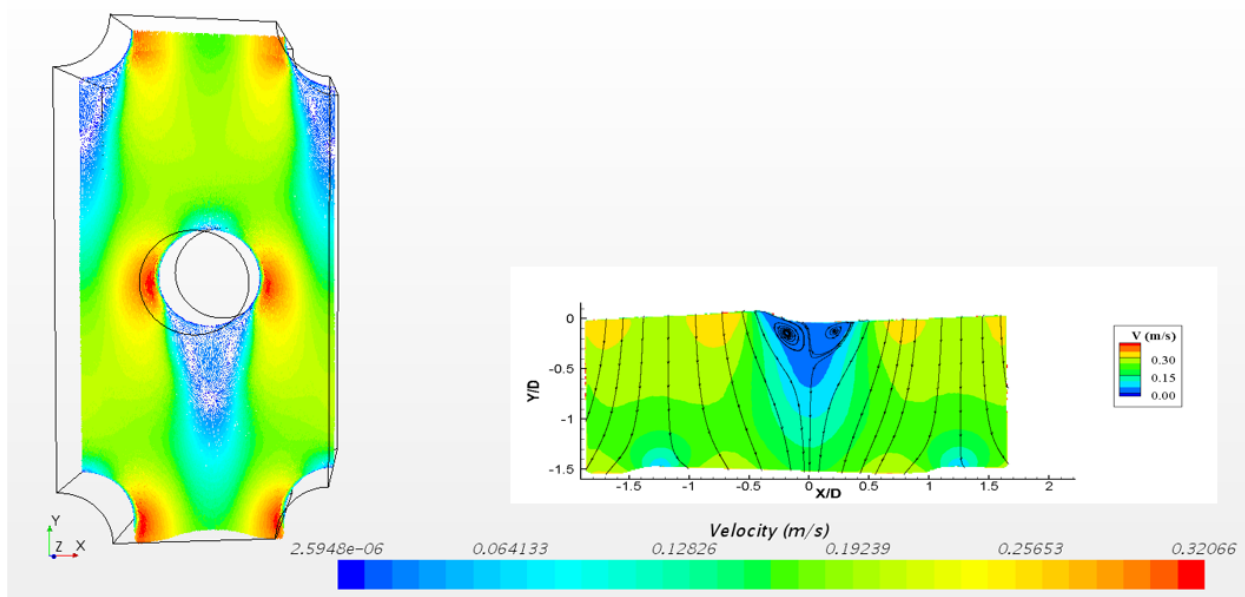 V (m/s)
0.30
0.15
0.00
Y/D
0
-0.5
-1
-1.5
-1.5 -1 -0.5 0 0.5 1 1.5 2
X/D
Y
Z X
Velocity (m/s)
2.5948e-06 0.064133 0.12826 0.19239 0.25653 0.32066